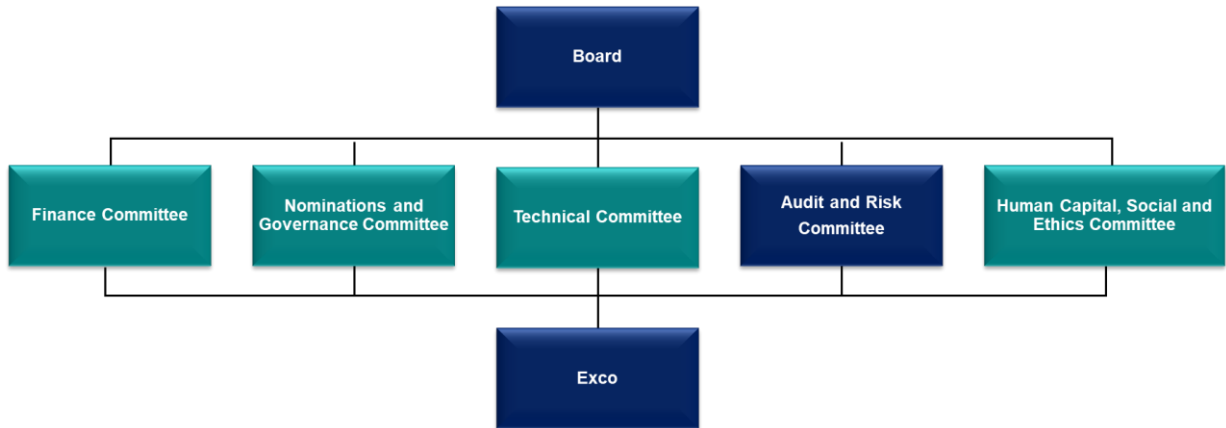 Board
Finance Committee
Nominations and
Governance Committee
Technical Committee
Audit and Risk
Committee
Human Capital, Social and
Ethics Committee
Exco